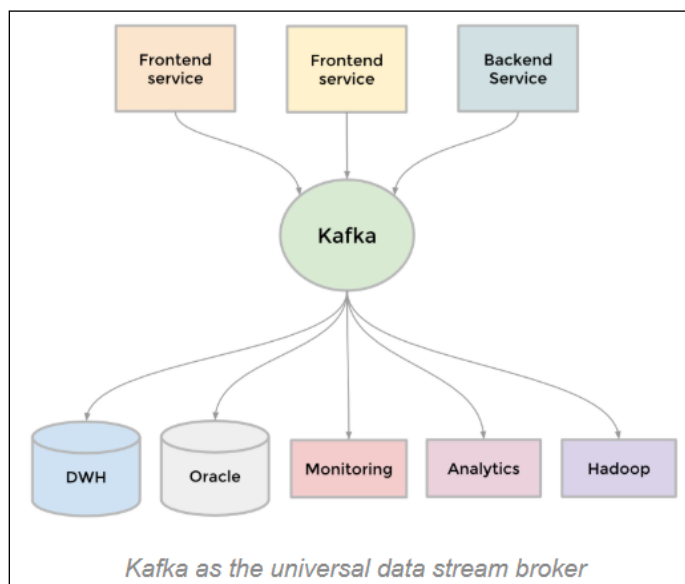 Frontend
service
Frontend
service
Backend
Service
Kafka
DWH
Oracle
Monitoring
Analytics
Hadoop
Kafka as the universal data stream broker